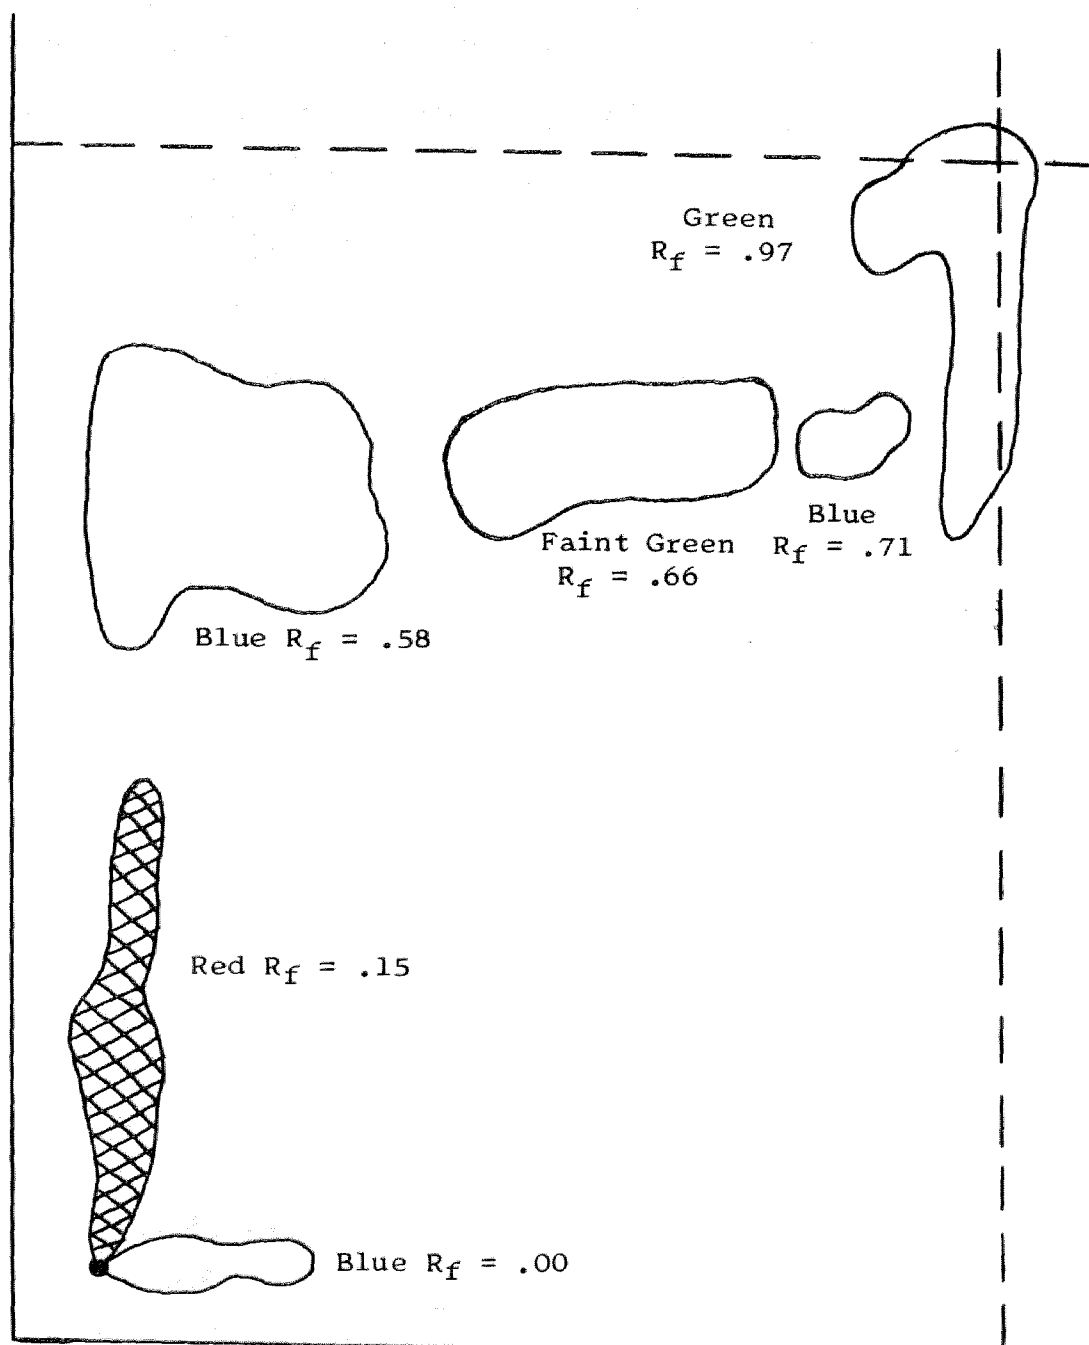 Green
Rf = .97
Blue
Rf = .71
Faint Green
Rf = .66
Blue Rf = .58
Red Rf = .15
Blue Rf = .00